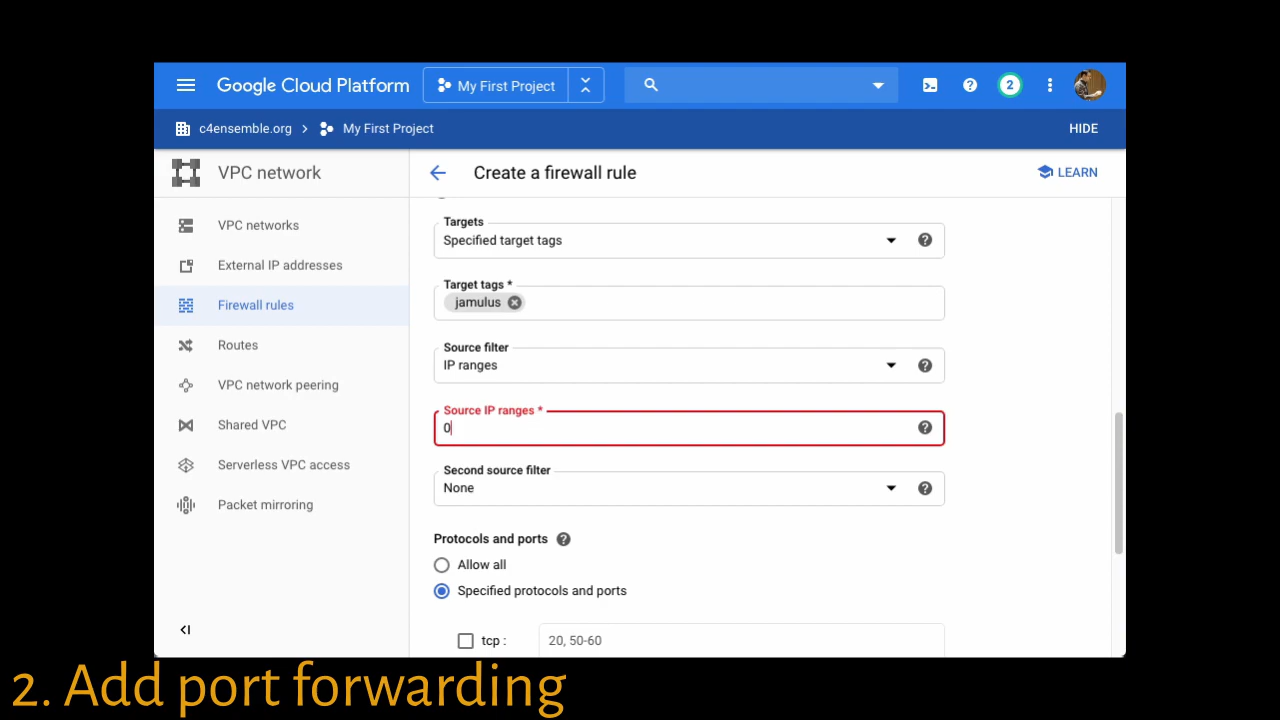 Google Cloud Platform
My First Project
2
c4ensemble.org
My First Project
HIDE
VPC network
Create a firewall rule
LEARN
VPC networks
External IP addresses
Firewall rules
Routes
VPC network peering
Shared VPC
Serverless VPC access
Packet mirroring
Targets
Specified target tags
Target tags *
jamulus
Source filter
IP ranges
Source IP ranges *
0
Second source filter
None
Protocols and ports
Allow all
Specified protocols and ports
tcp :
20, 50-60
2. Add port forwarding